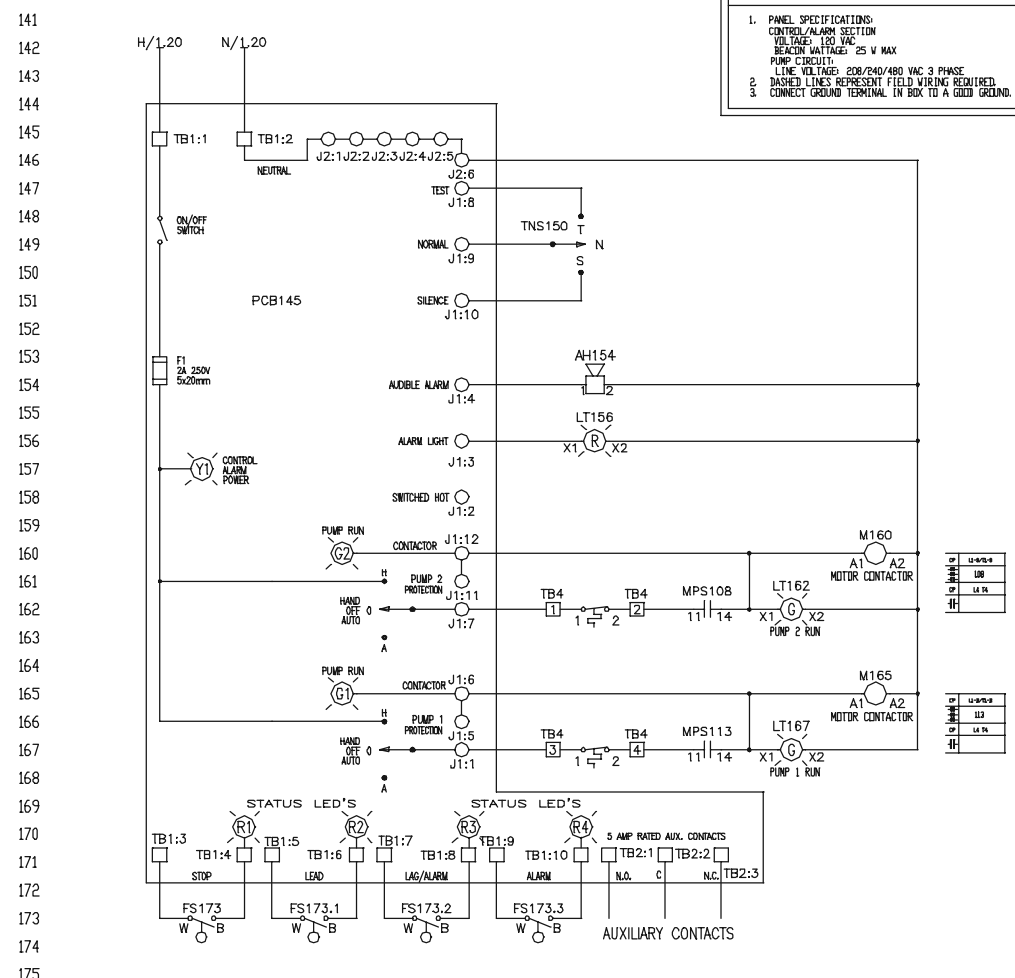 141
1. PANEL SPECIFICATIONS:
CONTROL/ALARM SECTION
142 H/1.20 N/1.20
VOLTAGE: 120 VAC
BEACON WATTAGE: 25 W MAX
PUMP CIRCUIT:
143
LINE VOLTAGE: 208/240/480 VAC 3 PHASE
2. DASHED LINES REPRESENT FIELD WIRING REQUIRED.
3. CONNECT GROUND TERMINAL IN BOX TO A GOOD GROUND.
144
145 TB1:1 TB1:2
J2:1 J2:2 J2:3 J2:4 J2:5
146
NEUTRAL J2:6
147 TEST
J1:8
148 ON/OFF TNS150 T
SWITCH
149 NORMAL N
J1:9 S
150
151 PCB145 SILENCE
J1:10
152
153 F1 AH154
2A 250V
154 5x20mm AUDIBLE ALARM
J1:4 1 2
155 LT156
156 ALARM LIGHT R
J1:3 X1 X2
157 Y1 CONTROL
ALARM
POWER
158 SWITCHED HOT
J1:2
159
PUMP RUN J1:12 M160
160 G2 CONTACTOR
A1 A2
MOTOR CONTACTOR
161 H PUMP 2
PROTECTION
J1:11 TB4 TB4 MPS108 LT162
L08
L4 T4
162 HAND
OFF O
AUTO J1:7 1 2 G
1 2 11 14 X1 X2
PUMP 2 RUN
163
A
164
PUMP RUN J1:6 M165
165 G1 CONTACTOR
A1 A2
MOTOR CONTACTOR
166 H PUMP 1
PROTECTION
J1:5 TB4 TB4 MPS113 LT167
113
L4 T4
167 HAND
OFF O
AUTO J1:1 3 4 G
1 2 11 14 X1 X2
PUMP 1 RUN
168
A
169 STATUS LED'S STATUS LED'S
170 R1 R2 R3 R4
TB1:3 TB1:5 TB1:7 TB1:9 5 AMP RATED AUX. CONTACTS
171 TB1:4 TB1:6 TB1:8 TB1:10 TB2:1 TB2:2
STOP LEAD LAG/ALARM ALARM N.O. C N.C. TB2:3
172
173 FS173 FS173.1 FS173.2 FS173.3
W B W B W B W B
AUXILIARY CONTACTS
174
175